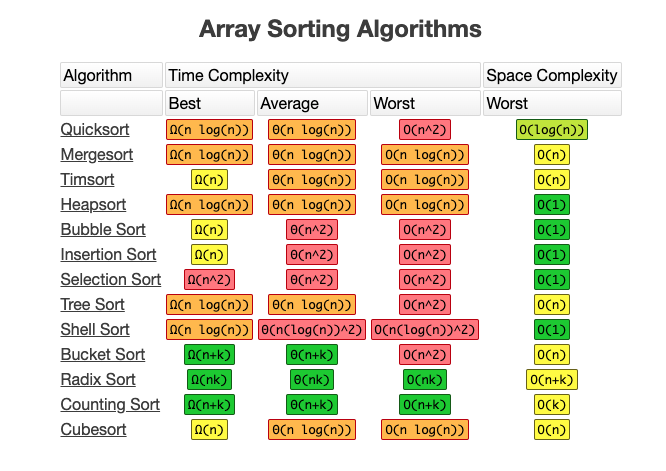 Array Sorting Algorithms
Algorithm Time Complexity Space Complexity
Best Average Worst Worst
Quicksort Ω(n log(n)) θ(n log(n)) O(n^2) O(log(n))
Mergesort Ω(n log(n)) θ(n log(n)) O(n log(n)) O(n)
Timsort Ω(n) θ(n log(n)) O(n log(n)) O(n)
Heapsort Ω(n log(n)) θ(n log(n)) O(n log(n)) O(1)
Bubble Sort Ω(n) θ(n^2) O(n^2) O(1)
Insertion Sort Ω(n) θ(n^2) O(n^2) O(1)
Selection Sort Ω(n^2) θ(n^2) O(n^2) O(1)
Tree Sort Ω(n log(n)) θ(n log(n)) O(n^2) O(n)
Shell Sort Ω(n log(n)) θ(n(log(n))^2) O(n(log(n))^2) O(1)
Bucket Sort Ω(n+k) θ(n+k) O(n^2) O(n)
Radix Sort Ω(nk) θ(nk) O(nk) O(n+k)
Counting Sort Ω(n+k) θ(n+k) O(n+k) O(k)
Cubesort Ω(n) θ(n log(n)) O(n log(n)) O(n)